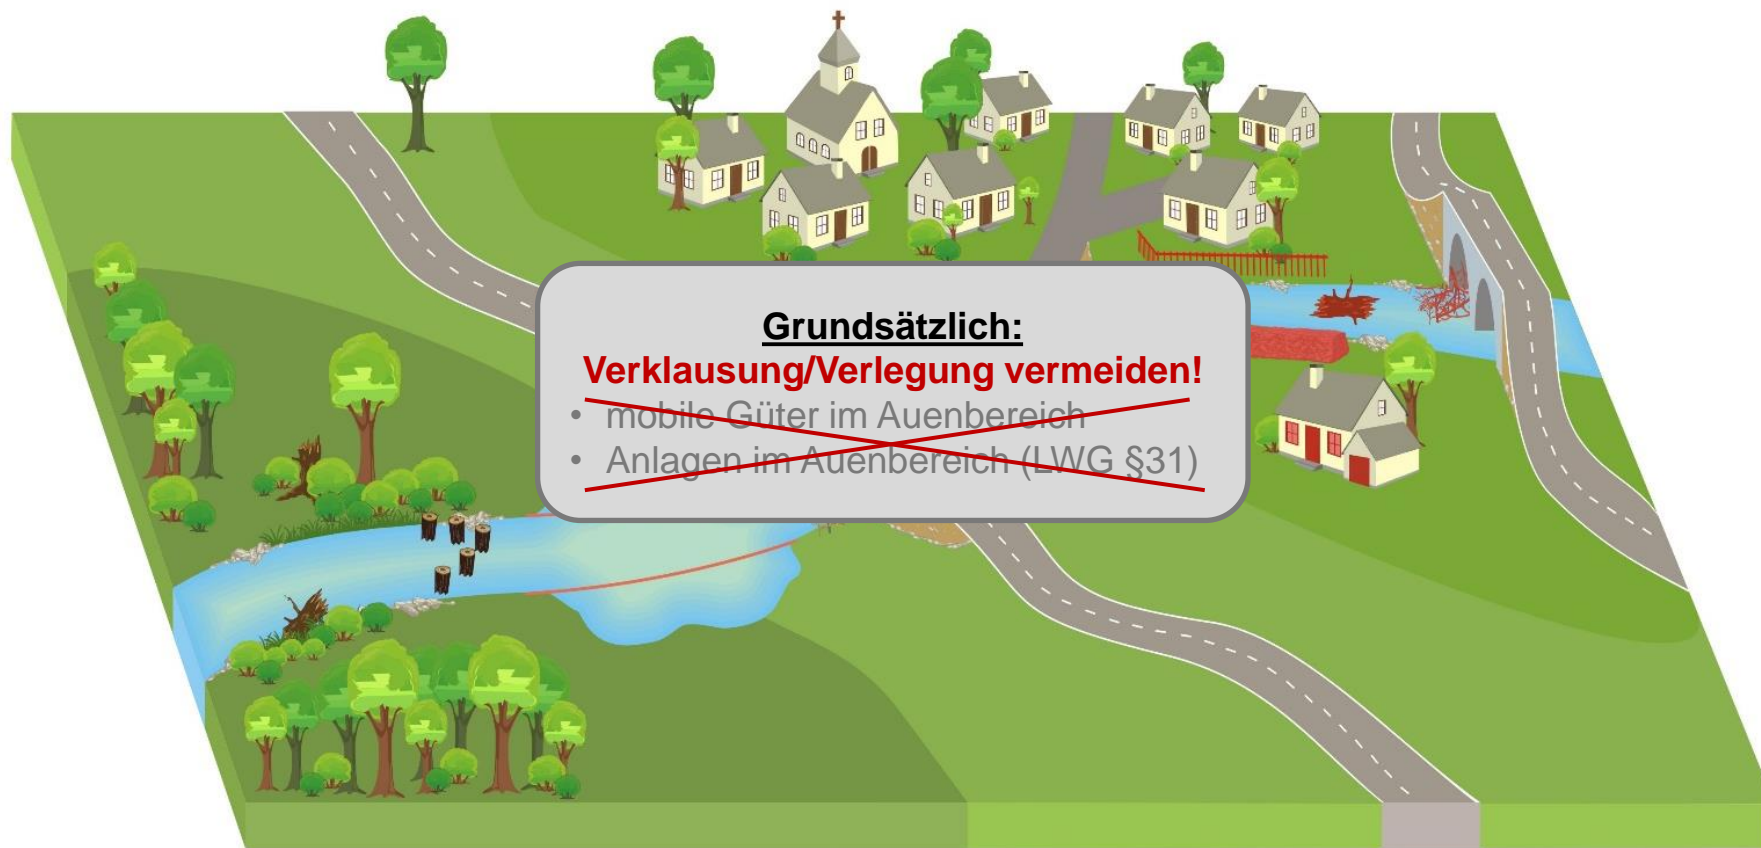 Grundsätzlich:
Verklausung/Verlegung vermeiden!
• mobile Güter im Auenbereich
• Anlagen im Auenbereich (LWG §31)